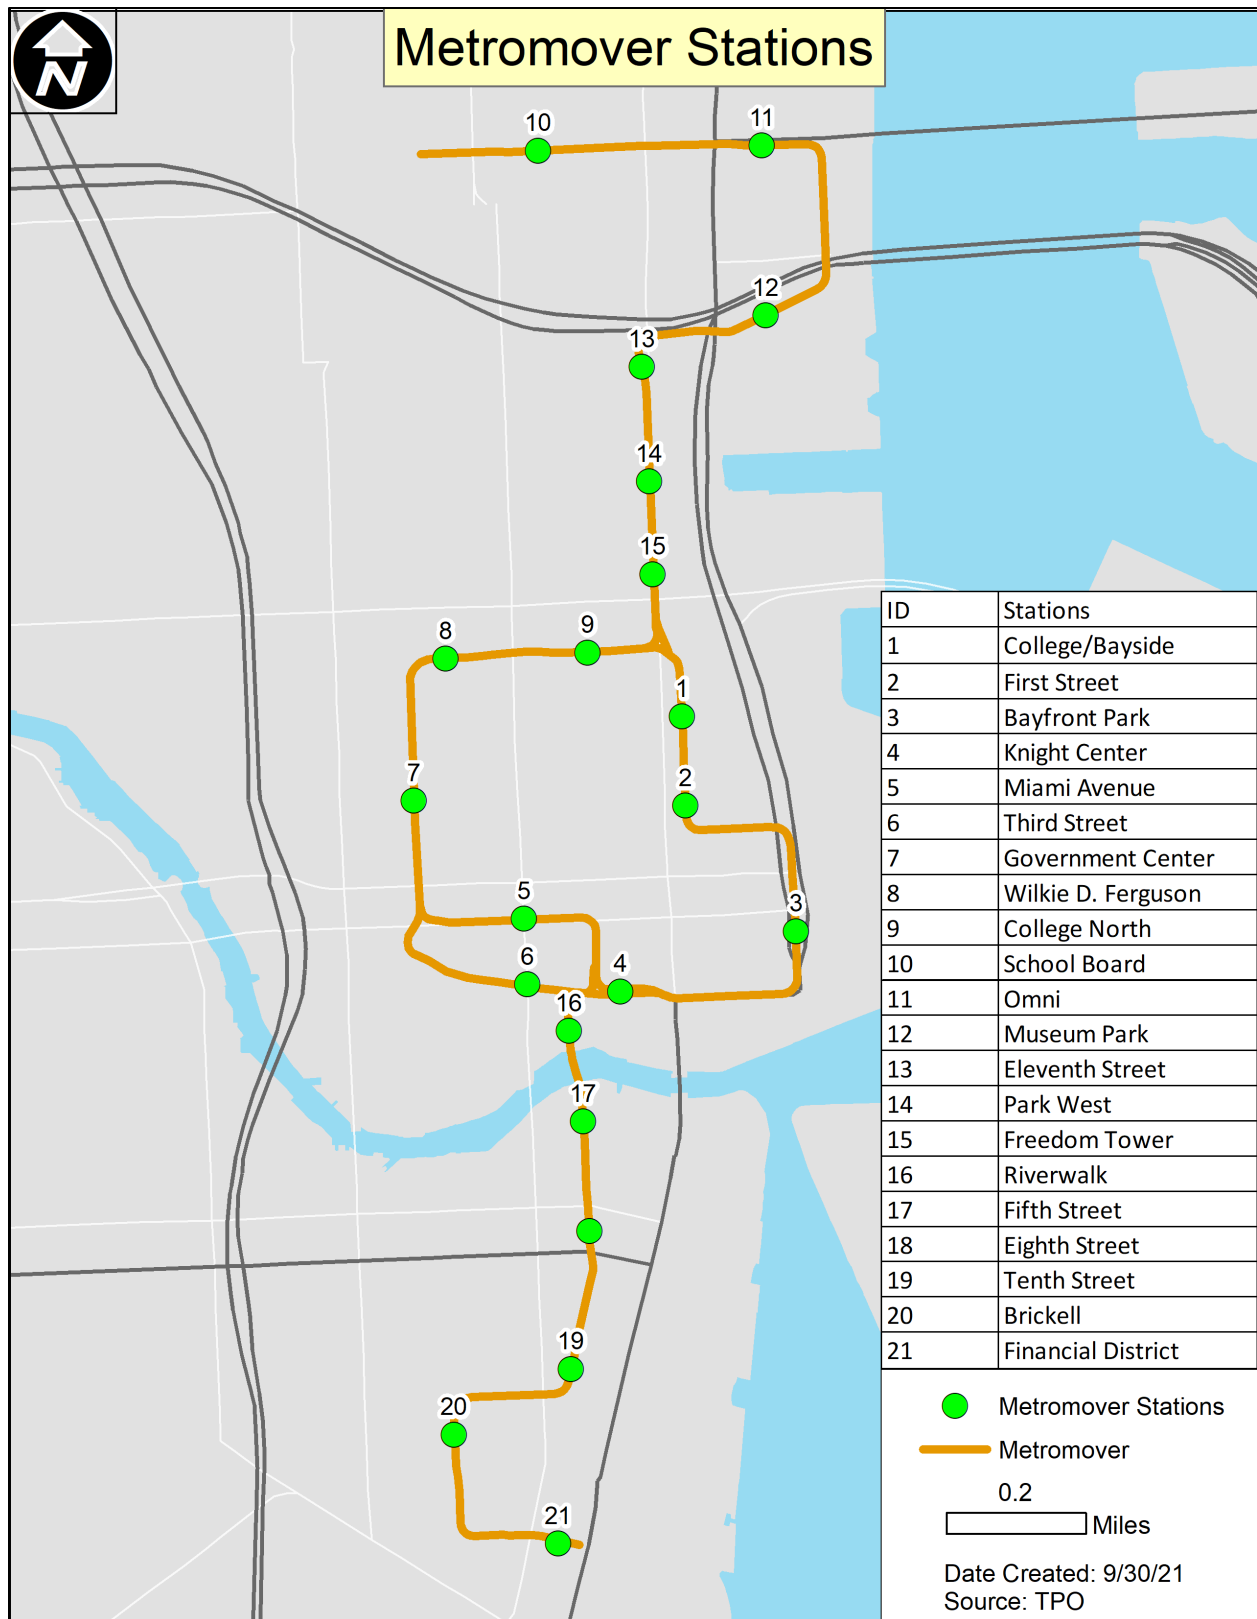 Metromover Stations
N
10
11
12
13
14
15
8
9
1
7
2
5
3
6
4
16
17
19
20
21
ID Stations
1 College/Bayside
2 First Street
3 Bayfront Park
4 Knight Center
5 Miami Avenue
6 Third Street
7 Government Center
8 Wilkie D. Ferguson
9 College North
10 School Board
11 Omni
12 Museum Park
13 Eleventh Street
14 Park West
15 Freedom Tower
16 Riverwalk
17 Fifth Street
18 Eighth Street
19 Tenth Street
20 Brickell
21 Financial District
Metromover Stations
Metromover
0.2
Miles
Date Created: 9/30/21
Source: TPO